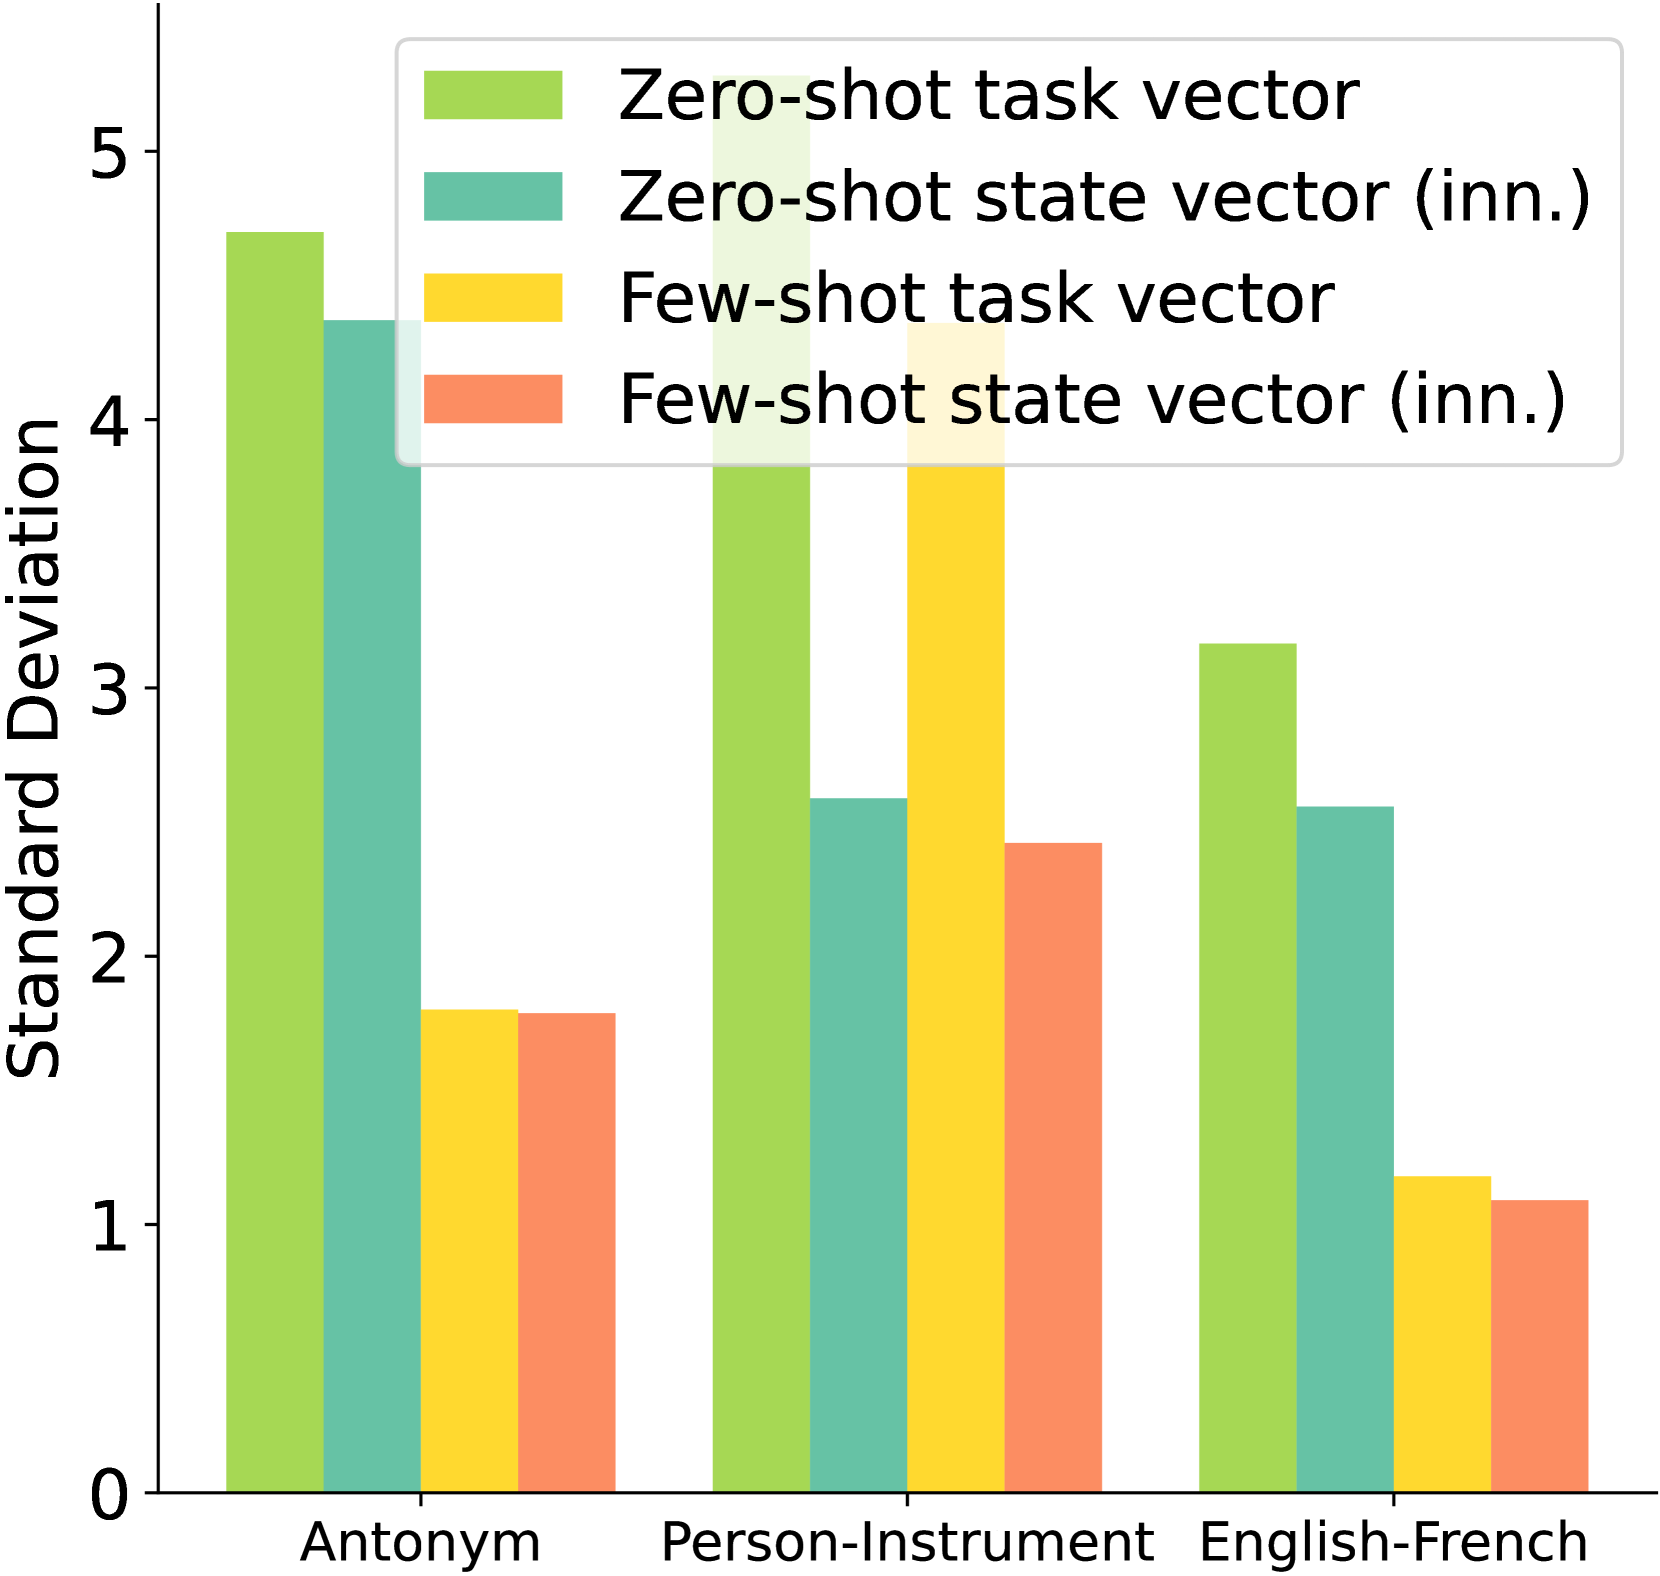 Zero-shot task vector
Zero-shot state vector (inn.)
Few-shot task vector
Few-shot state vector (inn.)
Standard Deviation
5
4
3
2
1
0
Antonym
Person-Instrument
English-French